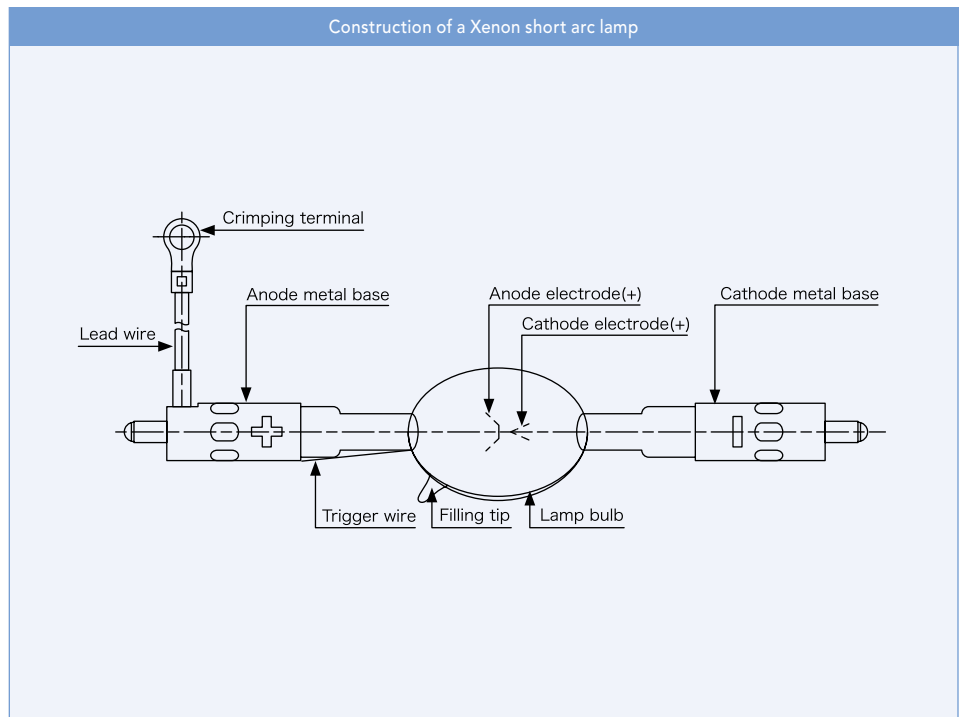 Construction of a Xenon short arc lamp
Crimping terminal
Anode metal base
Anode electrode(+)
Cathode metal base
Cathode electrode(+)
Lead wire
Trigger wire
Filling tip
Lamp bulb